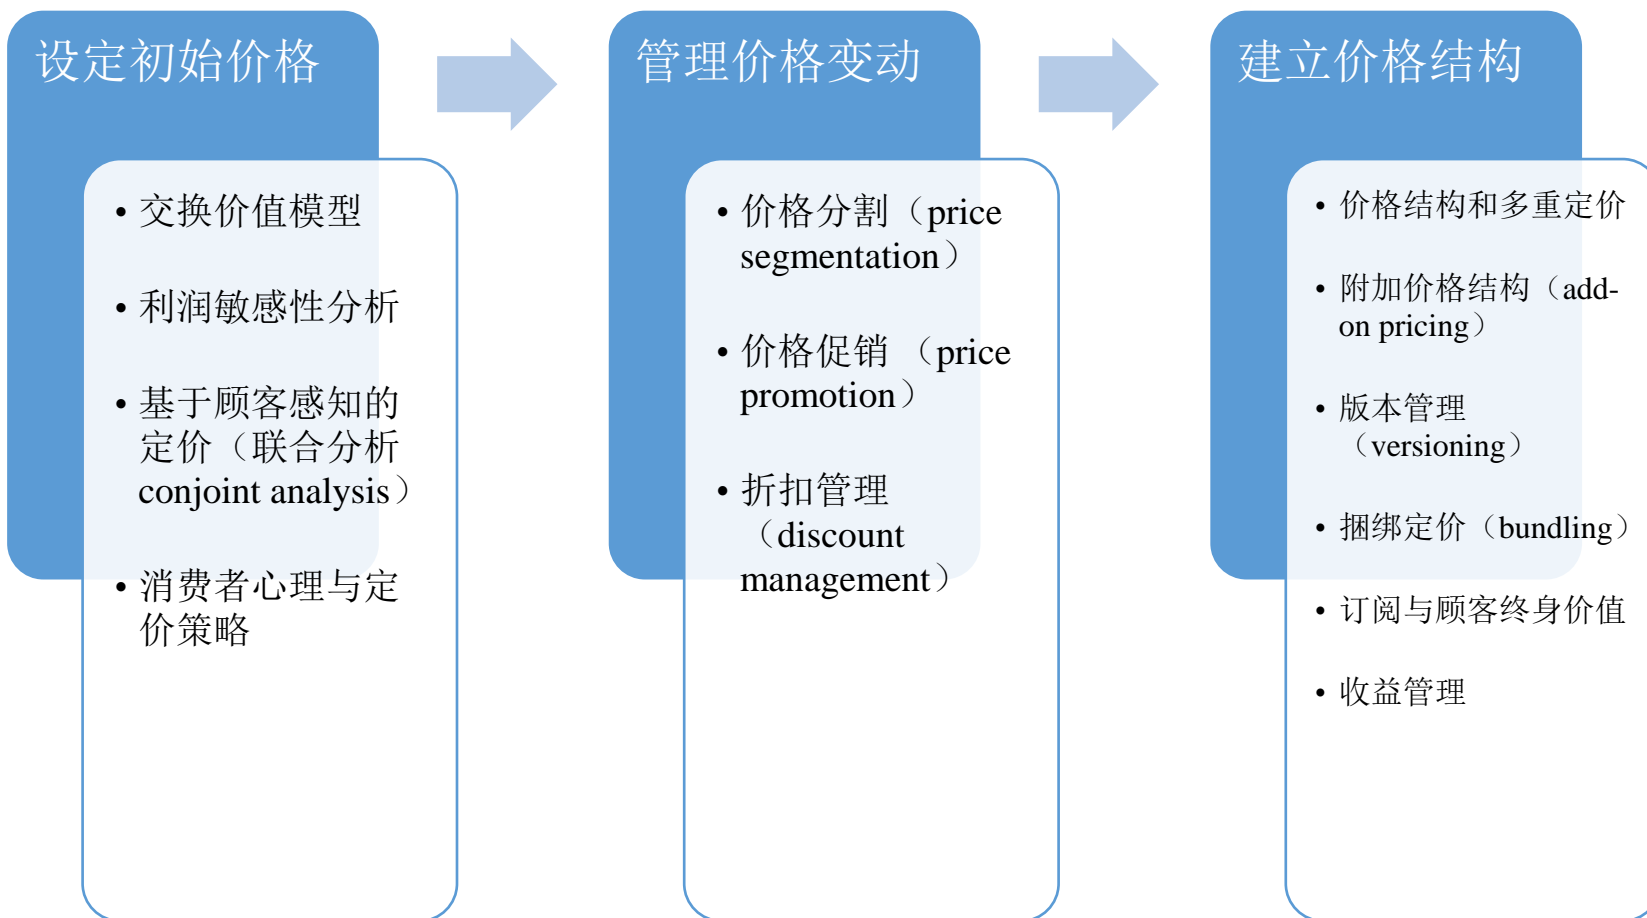 设定初始价格
• 交换价值模型
• 利润敏感性分析
• 基于顾客感知的
定价（联合分析
conjoint analysis）
• 消费者心理与定
价策略
管理价格变动
• 价格分割（price
segmentation）
• 价格促销 （price
promotion）
• 折扣管理
（discount
management）
建立价格结构
• 价格结构和多重定价
• 附加价格结构（add-
on pricing）
• 版本管理
（versioning）
• 捆绑定价（bundling）
• 订阅与顾客终身价值
• 收益管理